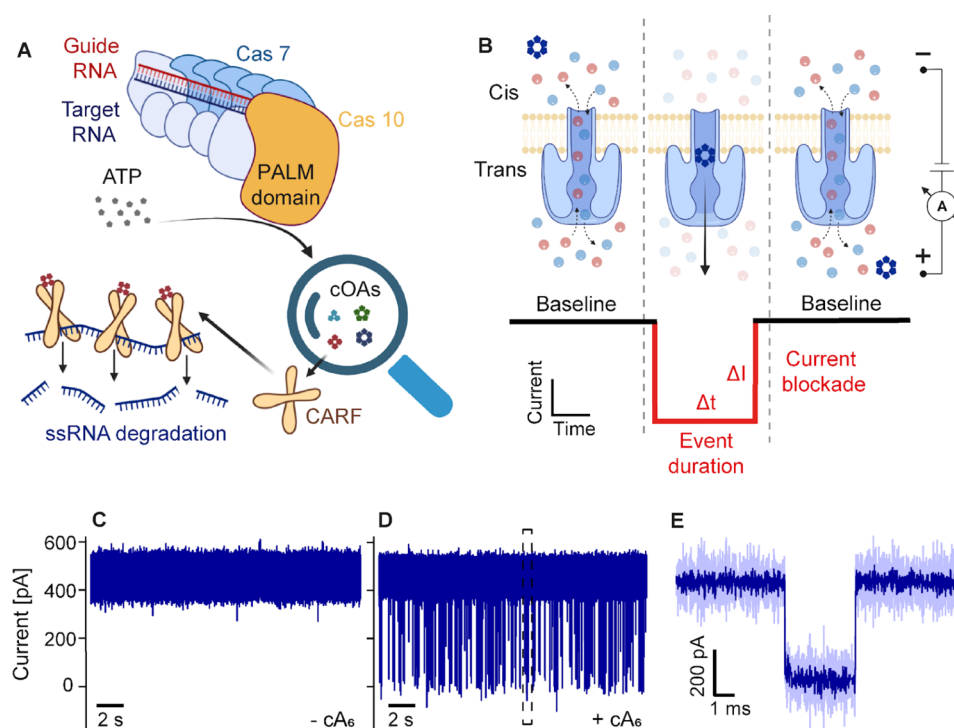 A
Guide
RNA
Cas 7
Target
RNA
Cas 10
PALM
domain
ATP
cOAs
CARF
ssRNA degradation
B
Cis
Trans
−
A
+
Baseline
Baseline
ΔI
Δt
Current
blockade
Current
Time
Event
duration
C
Current [pA]
600
400
200
0
2 s
- cA₆
D
2 s
+ cA₆
E
200 pA
1 ms